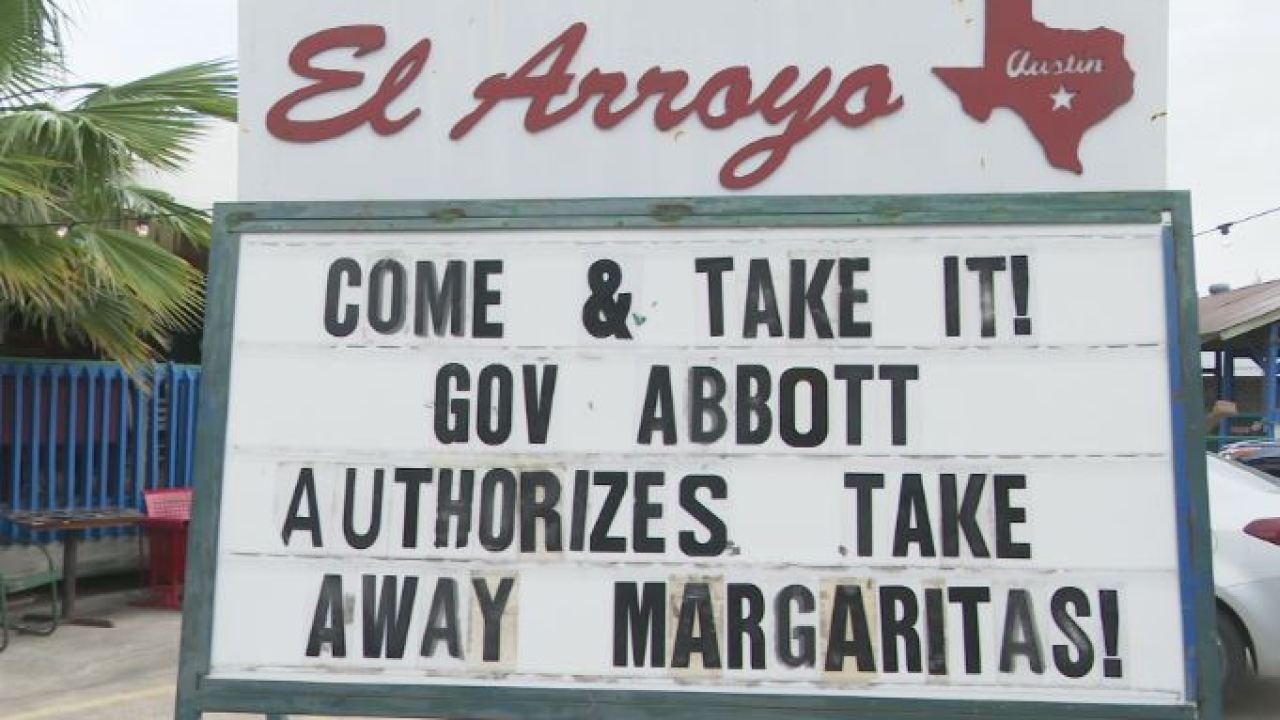 El Arroyo
Austin
COME & TAKE IT!
GOV ABBOTT
AUTHORIZES TAKE
AWAY MARGARITAS!